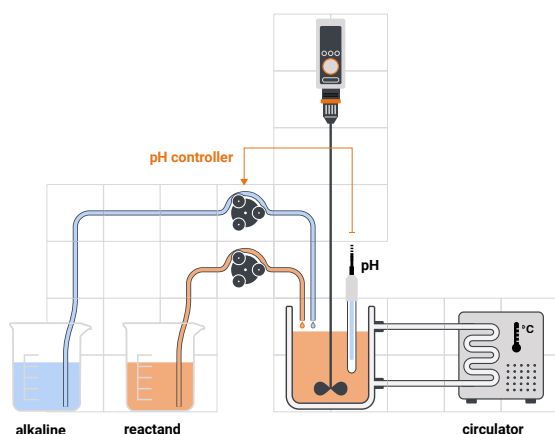 pH controller
pH
°C
alkaline
reactand
circulator